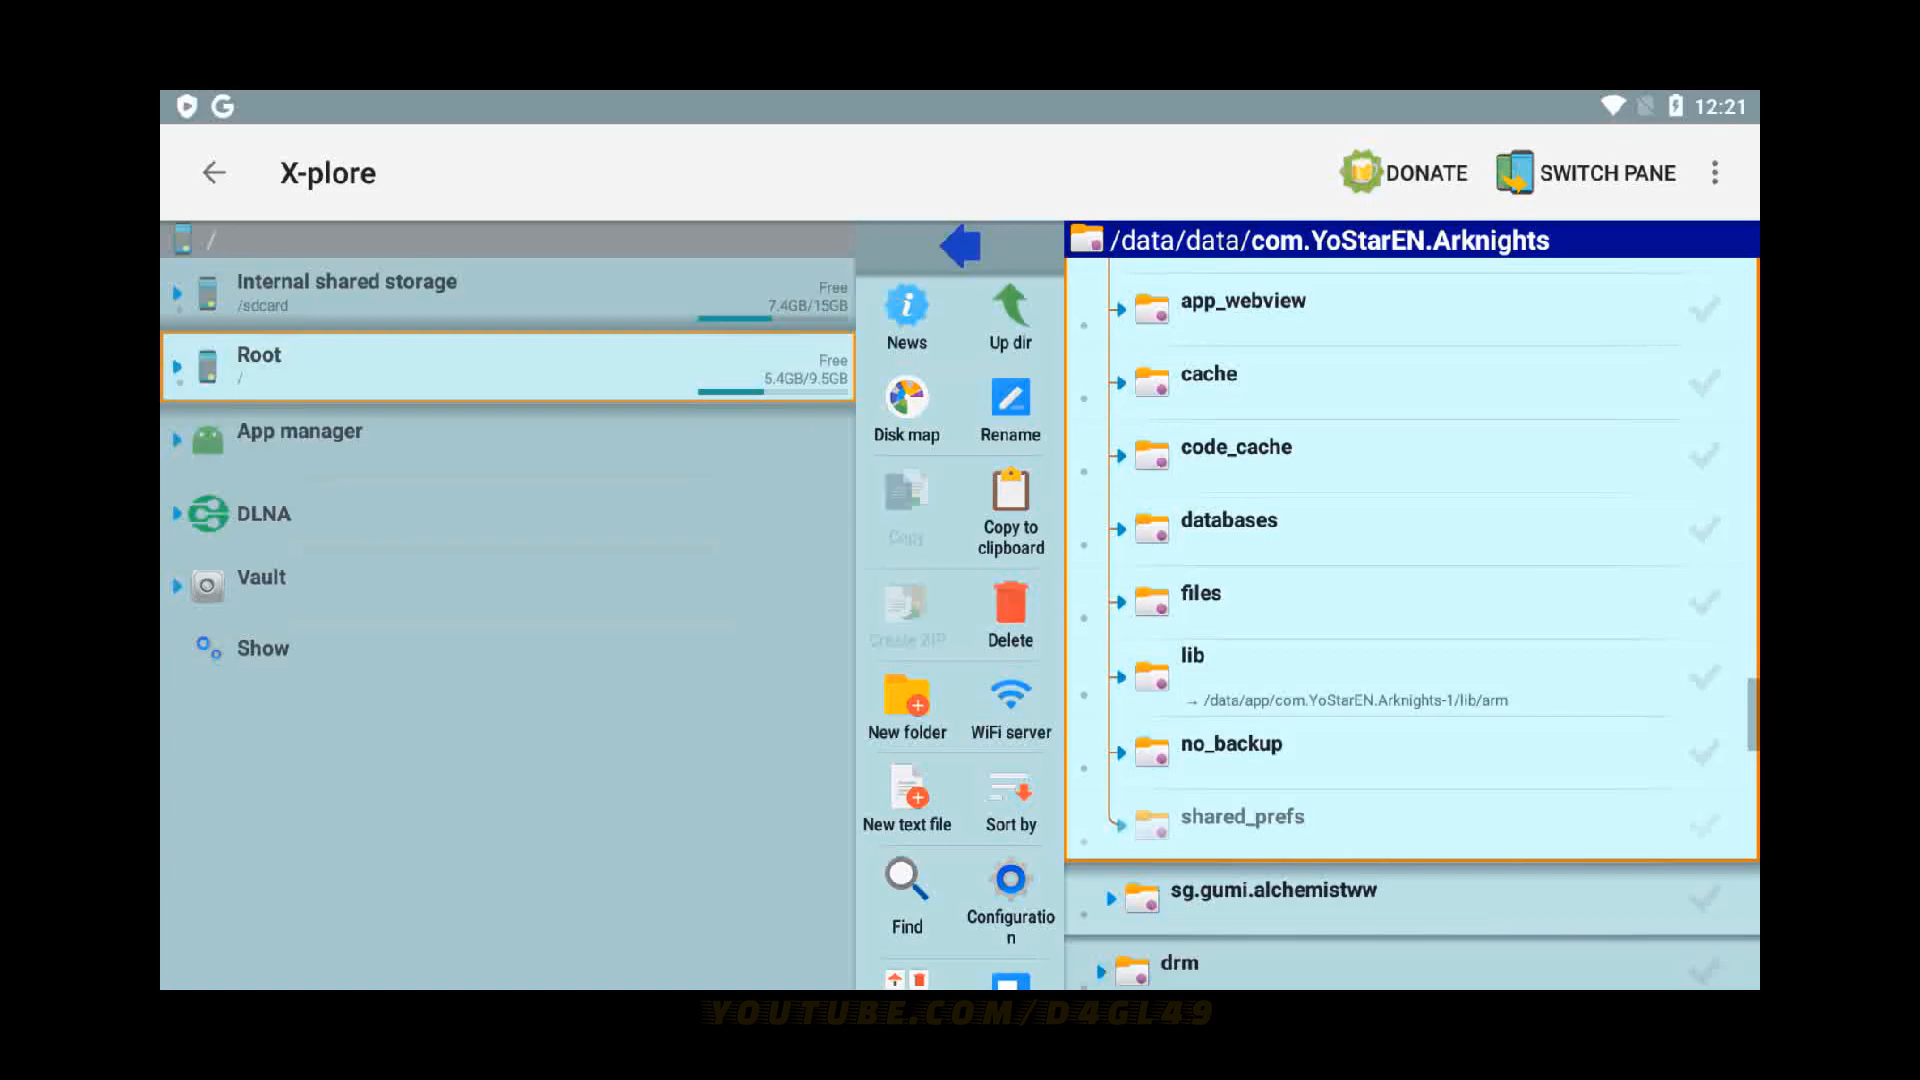 12:21
X-plore
DONATE
SWITCH PANE
/
Internal shared storage
/sdcard
Free
7.4GB/15GB
Root
/
Free
5.4GB/9.5GB
App manager
DLNA
Vault
Show
News
Up dir
Disk map
Rename
Copy
Copy to
clipboard
Create ZIP
Delete
New folder
WiFi server
New text file
Sort by
Find
Configuratio
n
/data/data/com.YoStarEN.Arknights
app_webview
cache
code_cache
databases
files
lib
→ /data/app/com.YoStarEN.Arknights-1/lib/arm
no_backup
shared_prefs
sg.gumi.alchemistww
drm
YOUTUBE.COM/D4GL49